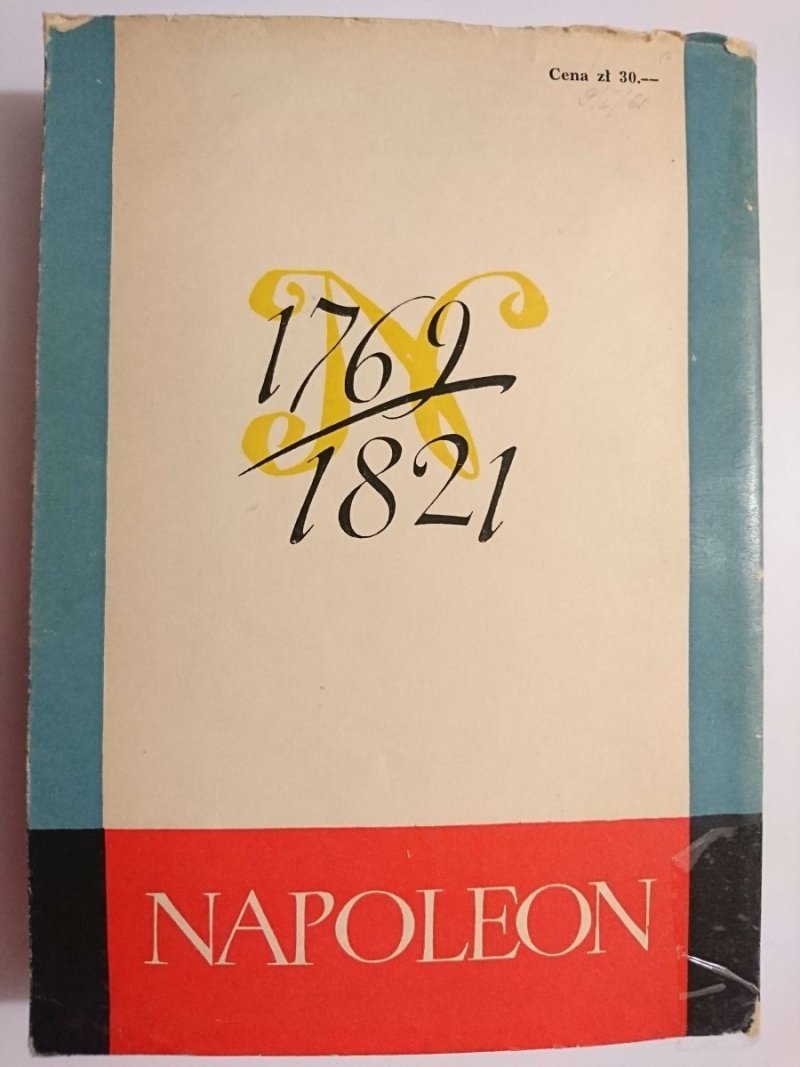 Cena zł 30.—
N
1769
1821
NAPOLEON